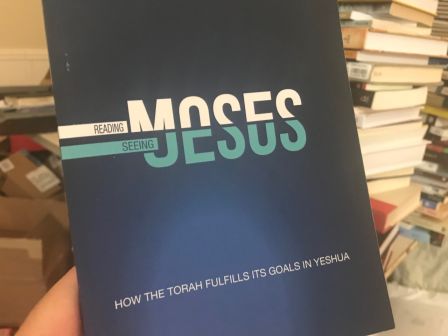 READING MOSES
SEEING JESUS
HOW THE TORAH FULFILLS ITS GOALS IN YESHUA